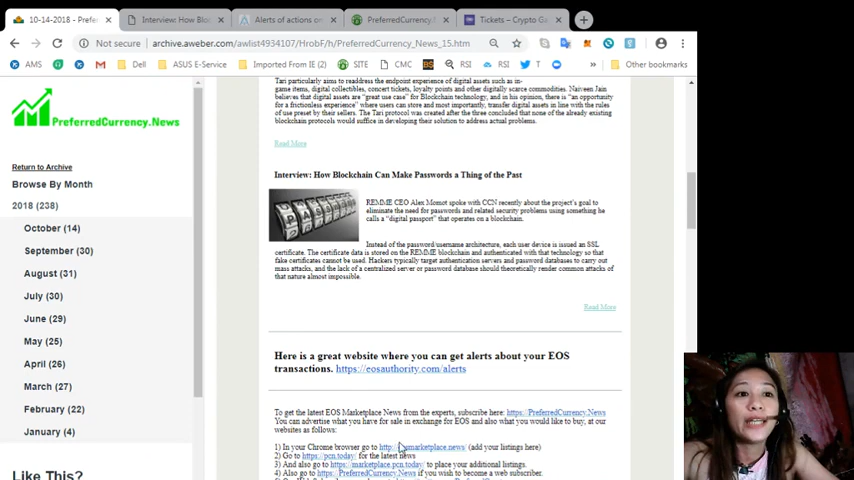 10-14-2018 - Prefe
Interview: How Blo
Alerts of actions on
PreferredCurrency.N
Tickets – Crypto Ga
Not secure
archive.aweber.com/awlist4934107/HrobF/h/PreferredCurrency_News_15.htm
AMS
Dell
ASUS E-Service
Imported From IE (2)
SITE
CMC
BS
RSI
RSI
T
Other bookmarks
PreferredCurrency.News
Return to Archive
Browse By Month
2018 (238)
October (14)
September (30)
August (31)
July (30)
June (29)
May (25)
April (26)
March (27)
February (22)
January (4)
Like This?
Tari particularly aims to readdress the endpoint experience of digital assets such as in-
game items, digital collectibles, concert tickets, loyalty points and other digitally scarce commodities. Naiveen Jain
believes that digital assets are "great use case" for Blockchain technology, and in his opinion, there is "an opportunity
for a frictionless experience" where users can store and most importantly, transfer digital assets in line with the rules
of use preset by their sellers. The Tari protocol was created after the three concluded that none of the already existing
blockchain protocols would suffice in developing their solution to address actual problems.
Read More
Interview: How Blockchain Can Make Passwords a Thing of the Past
REMME CEO Alex Momot spoke with CCN recently about the project's goal to
eliminate the need for passwords and related security problems using something he
calls a "digital passport" that operates on a blockchain.
Instead of the password/username architecture, each user device is issued an SSL
certificate. The certificate data is stored on the REMME blockchain and authenticated with that technology so that
fake certificates cannot be used. Hackers typically target authentication servers and password databases to carry out
mass attacks, and the lack of a centralized server or password database should theoretically render common attacks of
that nature almost impossible.
Read More
Here is a great website where you can get alerts about your EOS
transactions. https://eosauthority.com/alerts
To get the latest EOS Marketplace News from the experts, subscribe here: https://PreferredCurrency.News
You can advertise what you have for sale in exchange for EOS and also what you would like to buy, at our
websites as follows:
1) In your Chrome browser go to http:// marketplace.news/ (add your listings here)
2) Go to https://pcn.today/ for the latest news
3) And also go to https://marketplace.pcn.today/ to place your additional listings.
4) Also go to https://PreferredCurrency.News if you wish to become a web subscriber.